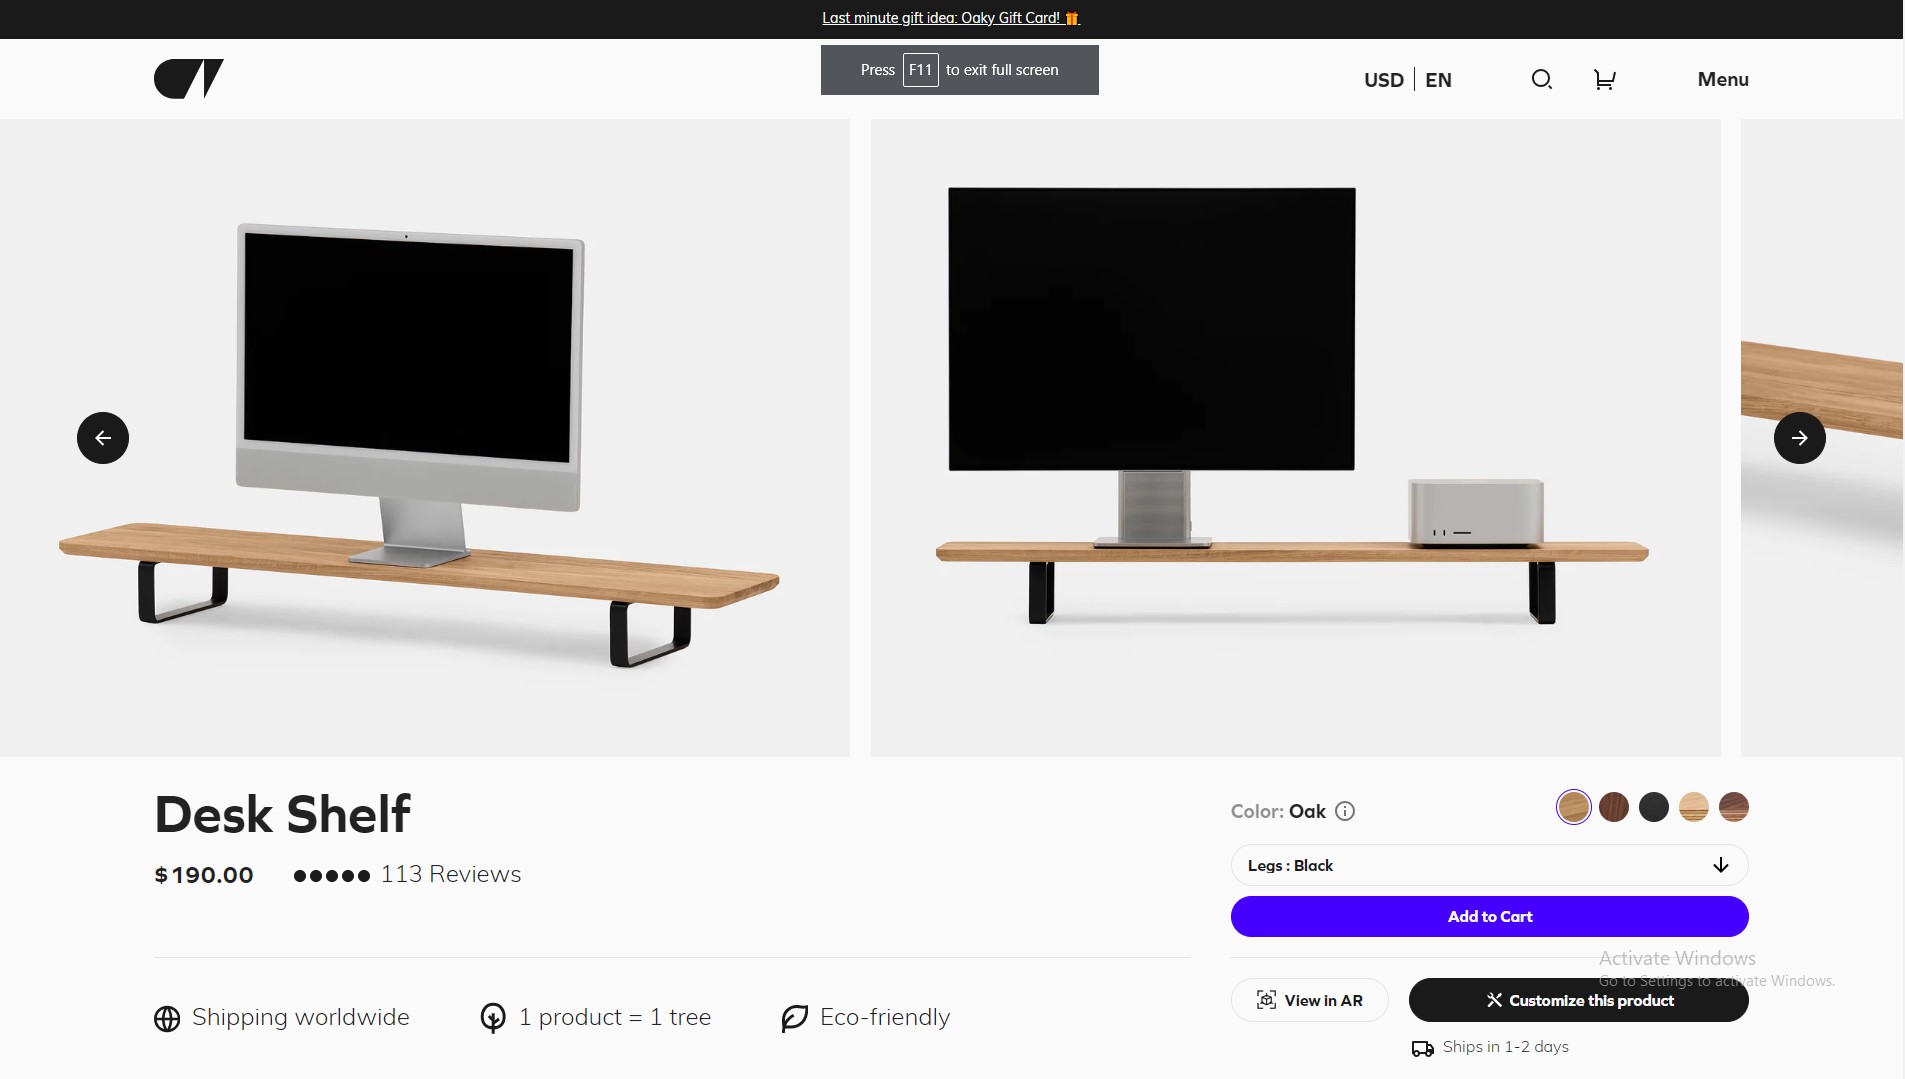 Last minute gift idea: Oaky Gift Card! 🎁
Press F11 to exit full screen
USD | EN
Menu
Desk Shelf
$190.00
113 Reviews
Color: Oak
Legs : Black
Add to Cart
Activate Windows
Go to Settings to activate Windows.
View in AR
Customize this product
Shipping worldwide
1 product = 1 tree
Eco-friendly
Ships in 1-2 days